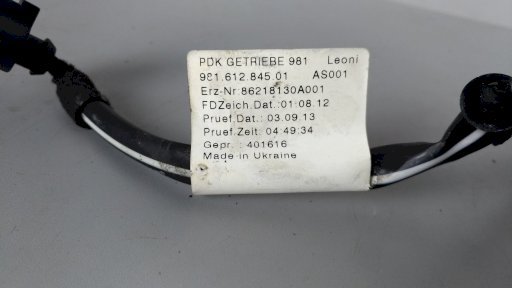 PDK GETRIEBE 981 Leoni
981.612.845.01 AS001
Erz-Nr:86218130A001
FDZeich.Dat.:01.08.12
Pruef.Dat.: 03.09.13
Pruef.Zeit: 04:49:34
Gepr. : 401616
Made in Ukraine